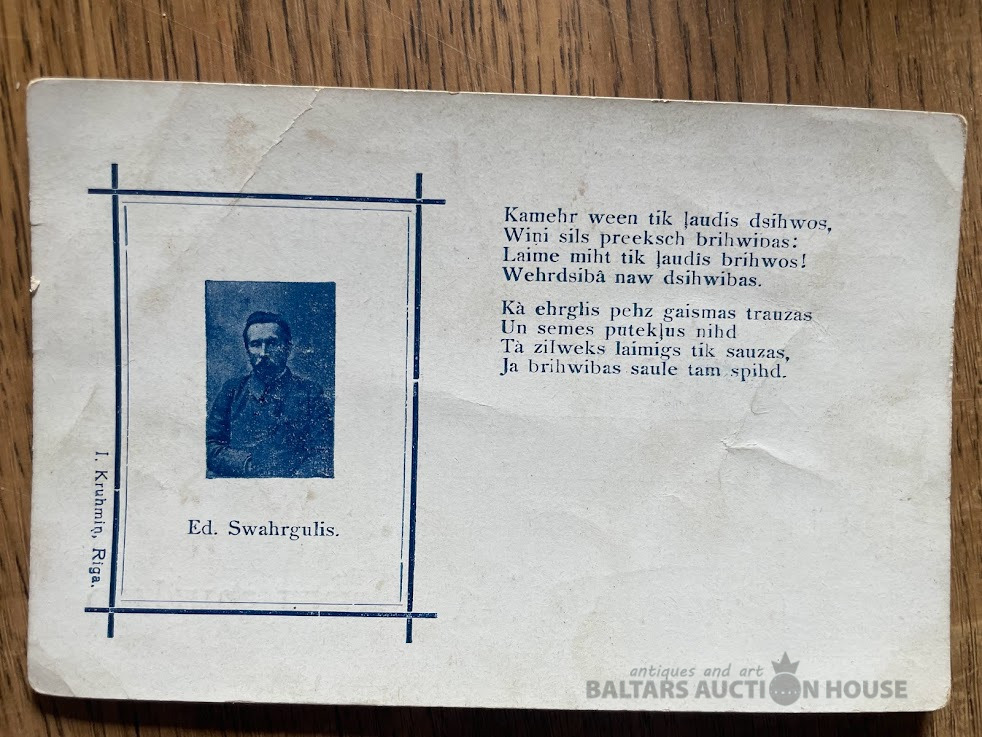 Kamehr ween tik ļaudis dsihwos,
Wiņi sils preeksch brihwibas:
Laime miht tik ļaudîs brihwos!
Wehrdsibâ naw dsihwibas.
Kà ehrglis pehz gaismas trauzas
Un semes putekļus nihd
Tà zilweks laimigs tik sauzas,
Ja brihwibas saule tam spihd.
Ed. Swahrgulis.
I. Kruhmiņ, Riga.
antiques and art
BALTARS AUCTION HOUSE